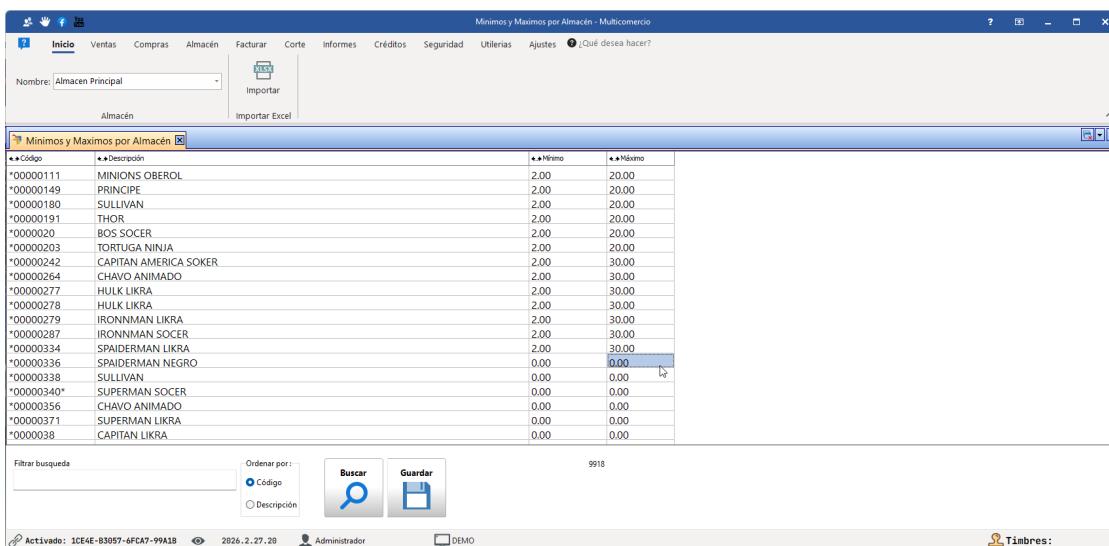 Minimos y Maximos por Almacén - Multicomercio
Inicio Ventas Compras Almacén Facturar Corte Informes Créditos Seguridad Utilerias Ajustes ¿Qué desea hacer?
Nombre: Almacen Principal
XLSX
Importar
Almacén Importar Excel
Minimos y Maximos por Almacén
Código Descripción Mínimo Máximo
*00000111 MINIONS OBEROL 2.00 20.00
*00000149 PRINCIPE 2.00 20.00
*00000180 SULLIVAN 2.00 20.00
*00000191 THOR 2.00 20.00
*0000020 BOS SOCER 2.00 20.00
*00000203 TORTUGA NINJA 2.00 20.00
*00000242 CAPITAN AMERICA SOKER 2.00 30.00
*00000264 CHAVO ANIMADO 2.00 30.00
*00000277 HULK LIKRA 2.00 30.00
*00000278 HULK LIKRA 2.00 30.00
*00000279 IRONNMAN LIKRA 2.00 30.00
*00000287 IRONNMAN SOCER 2.00 30.00
*00000334 SPAIDERMAN LIKRA 2.00 30.00
*00000336 SPAIDERMAN NEGRO 0.00 0.00
*00000338 SULLIVAN 0.00 0.00
*00000340* SUPERMAN SOCER 0.00 0.00
*00000356 CHAVO ANIMADO 0.00 0.00
*00000371 SUPERMAN LIKRA 0.00 0.00
*0000038 CAPITAN LIKRA 0.00 0.00
Filtrar busqueda Ordenar por: 9918
Código
Descripción
Buscar Guardar
Activado: 1CE4E-B3057-6FCA7-99A1B 2026.2.27.20 Administrador DEMO Timbres: